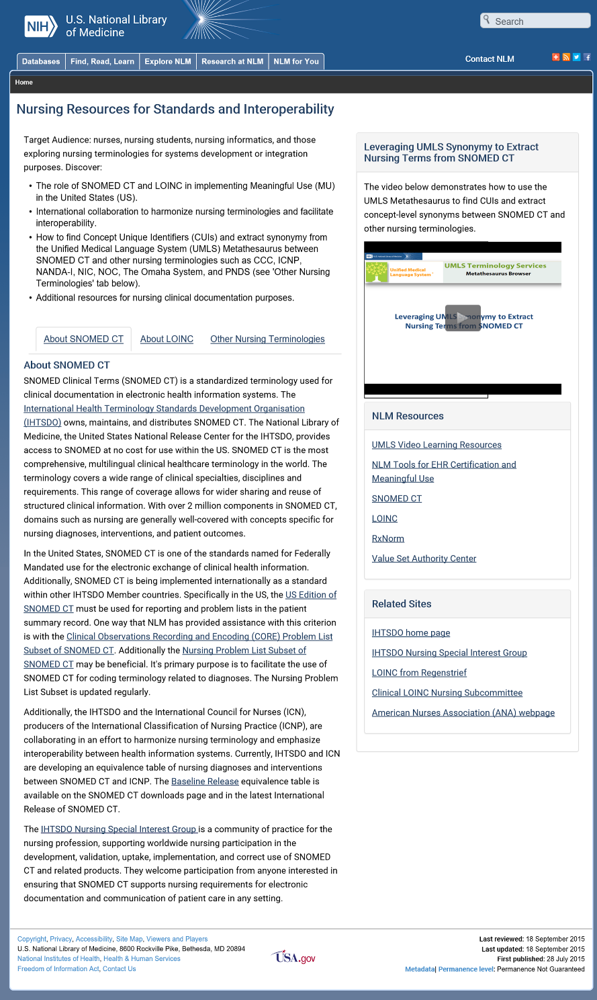 NIH
U.S. National Library
of Medicine
Search
Databases
Find, Read, Learn
Explore NLM
Research at NLM
NLM for You
Contact NLM
Home
Nursing Resources for Standards and Interoperability
Target Audience: nurses, nursing students, nursing informatics, and those
exploring nursing terminologies for systems development or integration
purposes. Discover:
• The role of SNOMED CT and LOINC in implementing Meaningful Use (MU)
in the United States (US).
• International collaboration to harmonize nursing terminologies and facilitate
interoperability.
• How to find Concept Unique Identifiers (CUIs) and extract synonymy from
the Unified Medical Language System (UMLS) Metathesaurus between
SNOMED CT and other nursing terminologies such as CCC, ICNP,
NANDA-I, NIC, NOC, The Omaha System, and PNDS (see 'Other Nursing
Terminologies' tab below).
• Additional resources for nursing clinical documentation purposes.
About SNOMED CT
About LOINC
Other Nursing Terminologies
About SNOMED CT
SNOMED Clinical Terms (SNOMED CT) is a standardized terminology used for
clinical documentation in electronic health information systems. The
International Health Terminology Standards Development Organisation
(IHTSDO) owns, maintains, and distributes SNOMED CT. The National Library of
Medicine, the United States National Release Center for the IHTSDO, provides
access to SNOMED at no cost for use within the US. SNOMED CT is the most
comprehensive, multilingual clinical healthcare terminology in the world. The
terminology covers a wide range of clinical specialties, disciplines and
requirements. This range of coverage allows for wider sharing and reuse of
structured clinical information. With over 2 million components in SNOMED CT,
domains such as nursing are generally well-covered with concepts specific for
nursing diagnoses, interventions, and patient outcomes.
In the United States, SNOMED CT is one of the standards named for Federally
Mandated use for the electronic exchange of clinical health information.
Additionally, SNOMED CT is being implemented internationally as a standard
within other IHTSDO Member countries. Specifically in the US, the US Edition of
SNOMED CT must be used for reporting and problem lists in the patient
summary record. One way that NLM has provided assistance with this criterion
is with the Clinical Observations Recording and Encoding (CORE) Problem List
Subset of SNOMED CT. Additionally the Nursing Problem List Subset of
SNOMED CT may be beneficial. It's primary purpose is to facilitate the use of
SNOMED CT for coding terminology related to diagnoses. The Nursing Problem
List Subset is updated regularly.
Additionally, the IHTSDO and the International Council for Nurses (ICN),
producers of the International Classification of Nursing Practice (ICNP), are
collaborating in an effort to harmonize nursing terminology and emphasize
interoperability between health information systems. Currently, IHTSDO and ICN
are developing an equivalence table of nursing diagnoses and interventions
between SNOMED CT and ICNP. The Baseline Release equivalence table is
available on the SNOMED CT downloads page and in the latest International
Release of SNOMED CT.
The IHTSDO Nursing Special Interest Group is a community of practice for the
nursing profession, supporting worldwide nursing participation in the
development, validation, uptake, implementation, and correct use of SNOMED
CT and related products. They welcome participation from anyone interested in
ensuring that SNOMED CT supports nursing requirements for electronic
documentation and communication of patient care in any setting.
Leveraging UMLS Synonymy to Extract
Nursing Terms from SNOMED CT
The video below demonstrates how to use the
UMLS Metathesaurus to find CUIs and extract
concept-level synonyms between SNOMED CT and
other nursing terminologies.
Unified Medical
Language System
UMLS Terminology Services
Metathesaurus Browser
Leveraging UMLS Synonymy to Extract
Nursing Terms from SNOMED CT
NLM Resources
UMLS Video Learning Resources
NLM Tools for EHR Certification and
Meaningful Use
SNOMED CT
LOINC
RxNorm
Value Set Authority Center
Related Sites
IHTSDO home page
IHTSDO Nursing Special Interest Group
LOINC from Regenstrief
Clinical LOINC Nursing Subcommittee
American Nurses Association (ANA) webpage
Copyright, Privacy, Accessibility, Site Map, Viewers and Players
U.S. National Library of Medicine, 8600 Rockville Pike, Bethesda, MD 20894
National Institutes of Health, Health & Human Services
Freedom of Information Act, Contact Us
USA.gov
Last reviewed: 18 September 2015
Last updated: 18 September 2015
First published: 28 July 2015
Metadata| Permanence level: Permanence Not Guaranteed